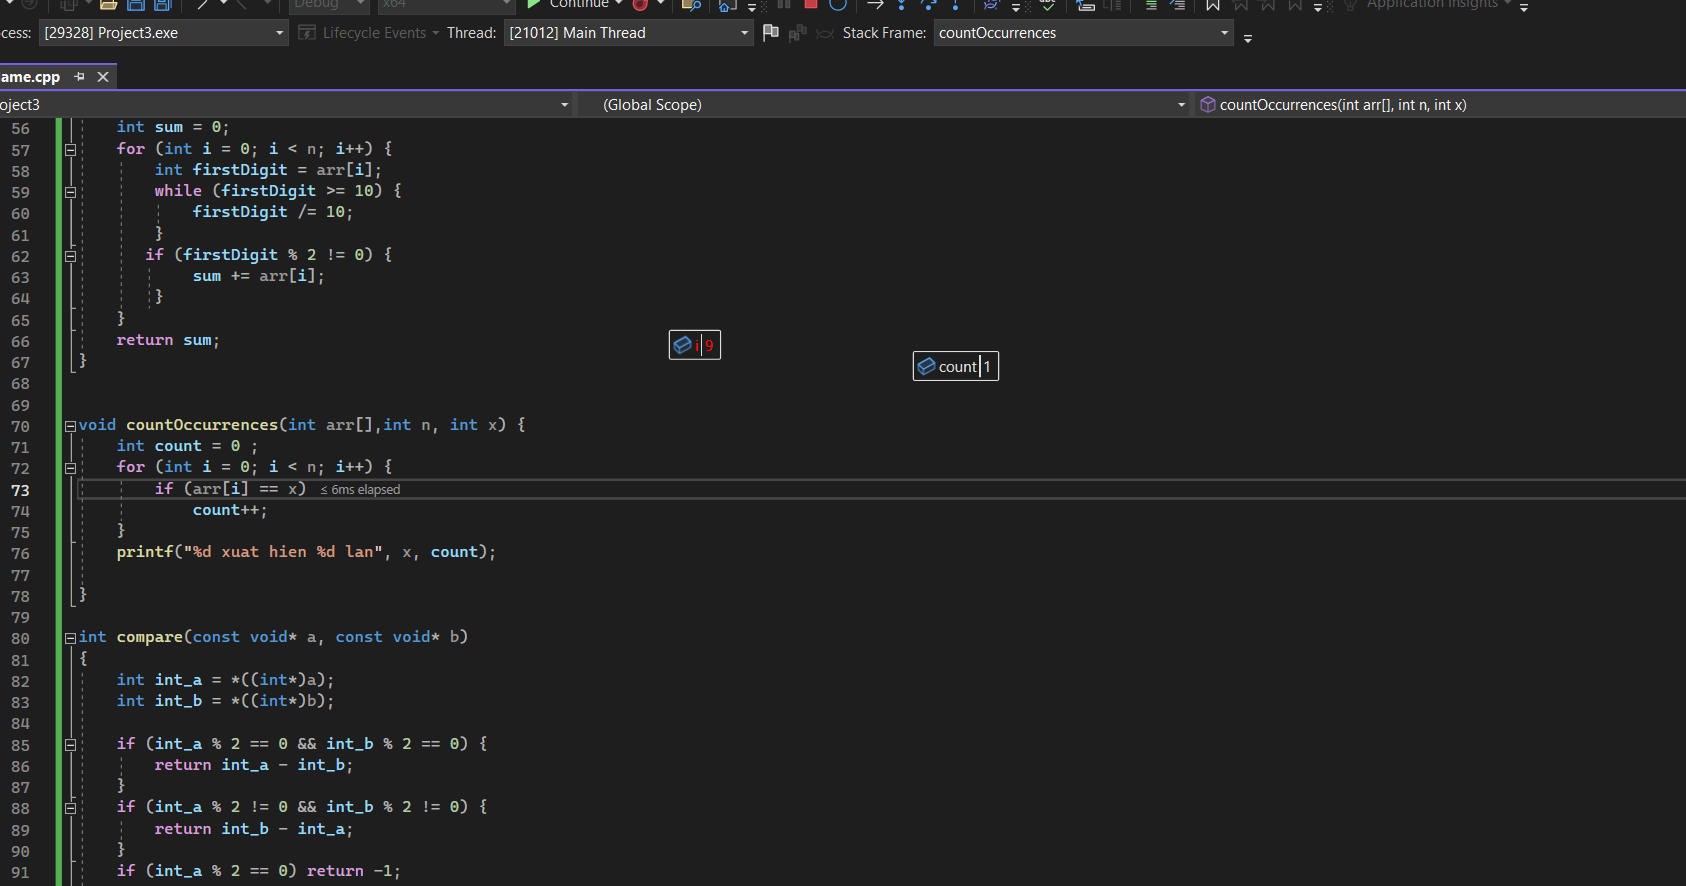 Debug x64 Continue Application Insights
cess: [29328] Project3.exe Lifecycle Events Thread: [21012] Main Thread Stack Frame: countOccurrences
ame.cpp
oject3 (Global Scope) countOccurrences(int arr[], int n, int x)
56 int sum = 0;
57 for (int i = 0; i < n; i++) {
58 int firstDigit = arr[i];
59 while (firstDigit >= 10) {
60 firstDigit /= 10;
61 }
62 if (firstDigit % 2 != 0) {
63 sum += arr[i];
64 }
65 }
66 return sum;
i 9
67 }
count 1
68
69
70 void countOccurrences(int arr[],int n, int x) {
71 int count = 0 ;
72 for (int i = 0; i < n; i++) {
73 if (arr[i] == x) ≤ 6ms elapsed
74 count++;
75 }
76 printf("%d xuat hien %d lan", x, count);
77
78 }
79
80 int compare(const void* a, const void* b)
81 {
82 int int_a = *((int*)a);
83 int int_b = *((int*)b);
84
85 if (int_a % 2 == 0 && int_b % 2 == 0) {
86 return int_a - int_b;
87 }
88 if (int_a % 2 != 0 && int_b % 2 != 0) {
89 return int_b - int_a;
90 }
91 if (int_a % 2 == 0) return -1;